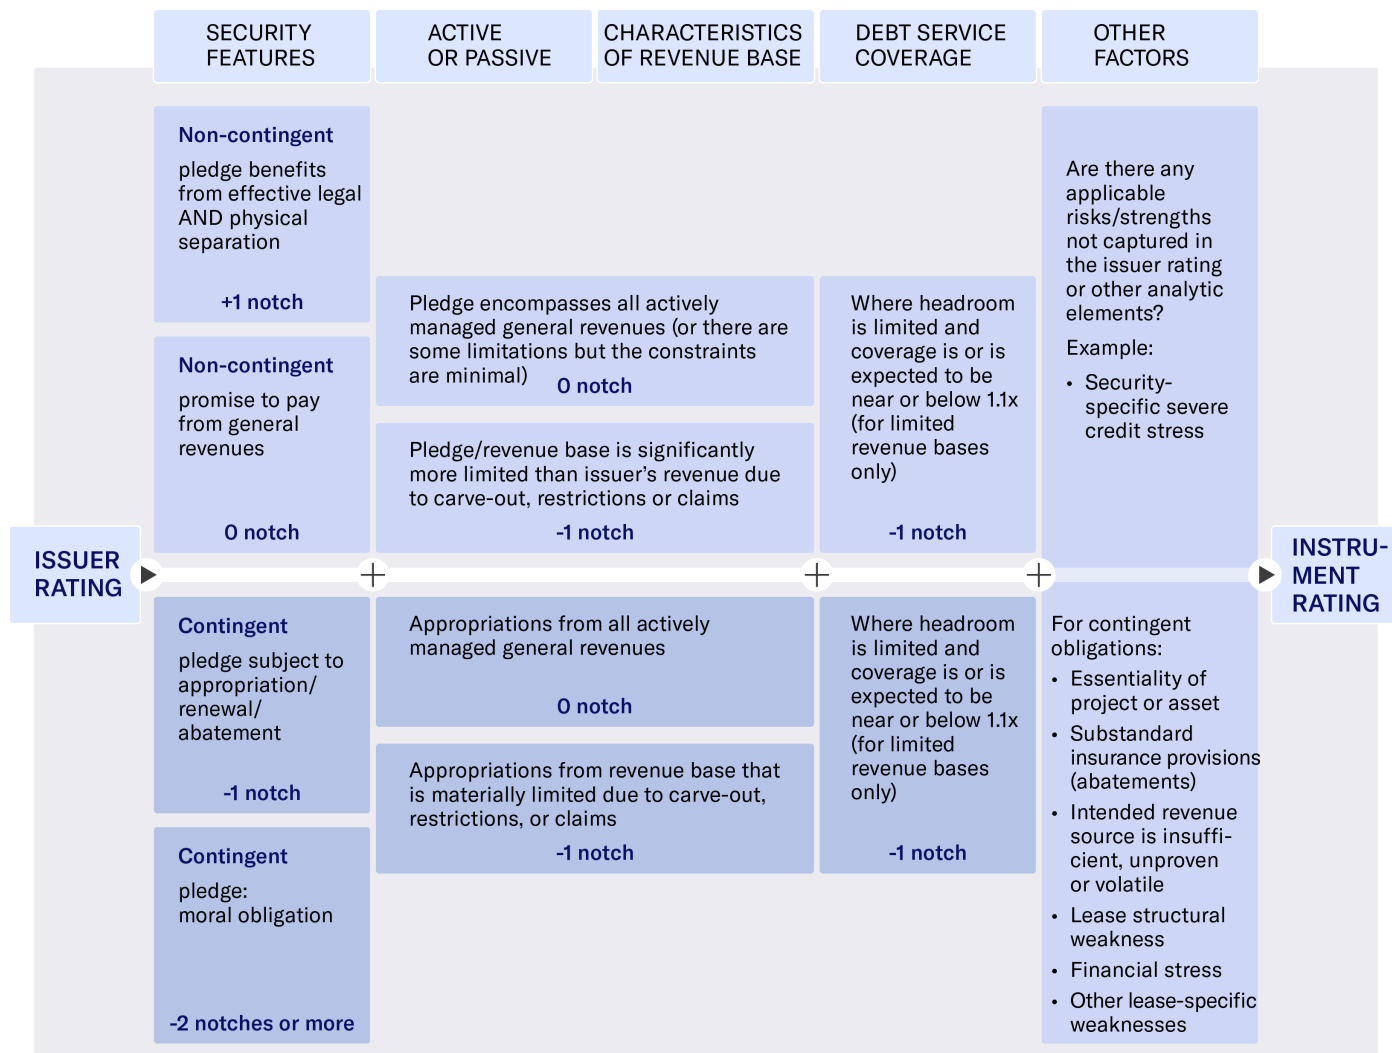 SECURITY
FEATURES
ACTIVE
OR PASSIVE
CHARACTERISTICS
OF REVENUE BASE
DEBT SERVICE
COVERAGE
OTHER
FACTORS
ISSUER
RATING
Non-contingent
pledge benefits
from effective legal
AND physical
separation
+1 notch
Non-contingent
promise to pay
from general
revenues
0 notch
Pledge encompasses all actively
managed general revenues (or there are
some limitations but the constraints
are minimal)
0 notch
Pledge/revenue base is significantly
more limited than issuer’s revenue due
to carve-out, restrictions or claims
-1 notch
Where headroom
is limited and
coverage is or is
expected to be
near or below 1.1x
(for limited
revenue bases
only)
-1 notch
Are there any
applicable
risks/strengths
not captured in
the issuer rating
or other analytic
elements?
Example:
• Security-
specific severe
credit stress
Contingent
pledge subject to
appropriation/
renewal/
abatement
-1 notch
Contingent
pledge:
moral obligation
-2 notches or more
Appropriations from all actively
managed general revenues
0 notch
Appropriations from revenue base that
is materially limited due to carve-out,
restrictions, or claims
-1 notch
Where headroom
is limited and
coverage is or is
expected to be
near or below 1.1x
(for limited
revenue bases
only)
-1 notch
For contingent
obligations:
• Essentiality of
project or asset
• Substandard
insurance provisions
(abatements)
• Intended revenue
source is insuffi-
cient, unproven
or volatile
• Lease structural
weakness
• Financial stress
• Other lease-specific
weaknesses
INSTRU-
MENT
RATING